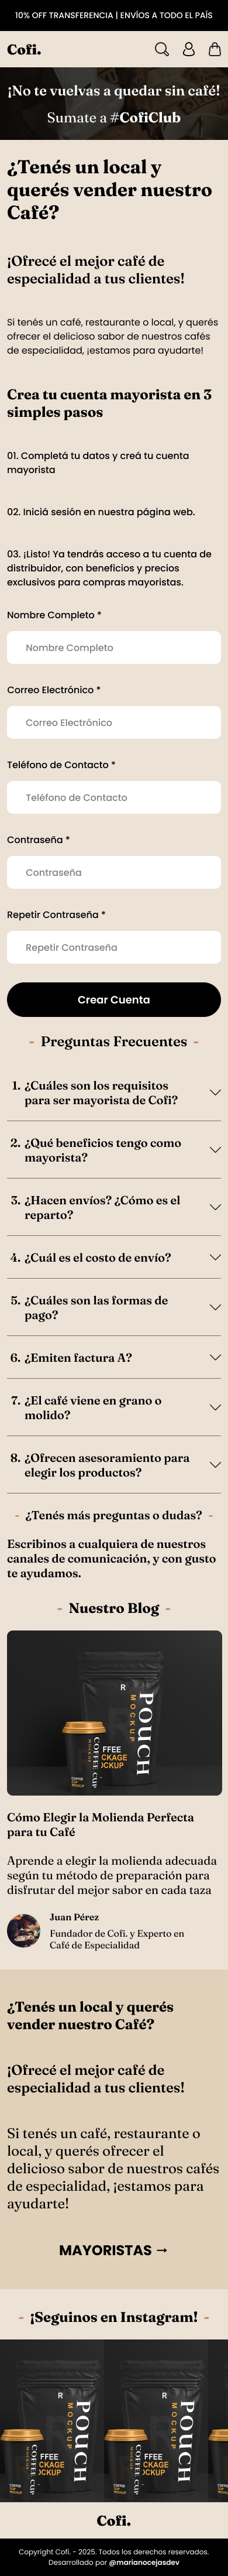 10% OFF TRANSFERENCIA | ENVÍOS A TODO EL PAÍS
Cofi.
¡No te vuelvas a quedar sin café!
Sumate a #CofiClub
¿Tenés un local y
querés vender nuestro
Café?
¡Ofrecé el mejor café de
especialidad a tus clientes!
Si tenés un café, restaurante o local, y querés
ofrecer el delicioso sabor de nuestros cafés
de especialidad, ¡estamos para ayudarte!
Crea tu cuenta mayorista en 3
simples pasos
01. Completá tu datos y creá tu cuenta
mayorista
02. Iniciá sesión en nuestra página web.
03. ¡Listo! Ya tendrás acceso a tu cuenta de
distribuidor, con beneficios y precios
exclusivos para compras mayoristas.
Nombre Completo *
Nombre Completo
Correo Electrónico *
Correo Electrónico
Teléfono de Contacto *
Teléfono de Contacto
Contraseña *
Contraseña
Repetir Contraseña *
Repetir Contraseña
Crear Cuenta
- Preguntas Frecuentes -
1. ¿Cuáles son los requisitos
para ser mayorista de Cofi?
2. ¿Qué beneficios tengo como
mayorista?
3. ¿Hacen envíos? ¿Cómo es el
reparto?
4. ¿Cuál es el costo de envío?
5. ¿Cuáles son las formas de
pago?
6. ¿Emiten factura A?
7. ¿El café viene en grano o
molido?
8. ¿Ofrecen asesoramiento para
elegir los productos?
- ¿Tenés más preguntas o dudas? -
Escribinos a cualquiera de nuestros
canales de comunicación, y con gusto
te ayudamos.
- Nuestro Blog -
R
POUCH
MOCKUP
COFFEE CUP
MOCKUP
FFEE
CKAGE
OCKUP
Cómo Elegir la Molienda Perfecta
para tu Café
Aprende a elegir la molienda adecuada
según tu método de preparación para
disfrutar del mejor sabor en cada taza
Juan Pérez
Fundador de Cofi. y Experto en
Café de Especialidad
¿Tenés un local y querés
vender nuestro Café?
¡Ofrecé el mejor café de
especialidad a tus clientes!
Si tenés un café, restaurante o
local, y querés ofrecer el
delicioso sabor de nuestros cafés
de especialidad, ¡estamos para
ayudarte!
MAYORISTAS →
- ¡Seguinos en Instagram! -
R
POUCH
MOCKUP
COFFEE CUP
FFEE
CKAGE
OCKUP
R
POUCH
MOCKUP
COFFEE CUP
FFEE
CKAGE
OCKUP
Cofi.
Copyright Cofi. - 2025. Todos los derechos reservados.
Desarrollado por @marianocejasdev